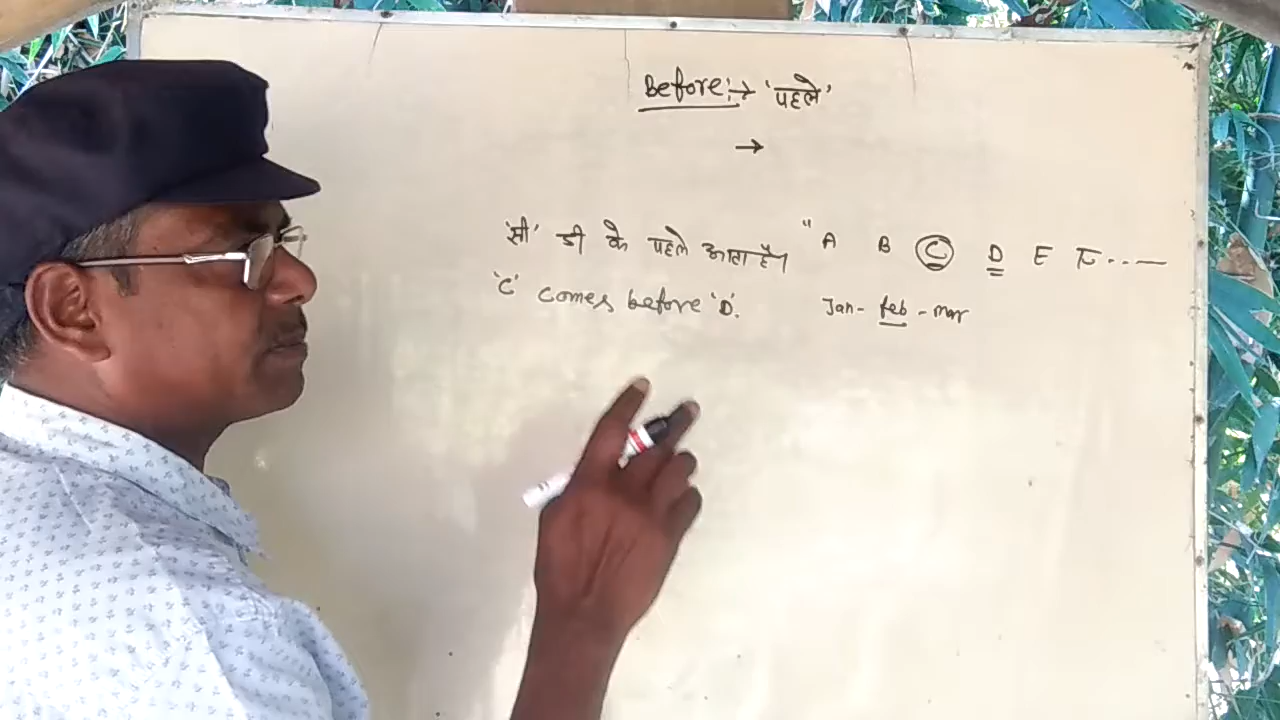 Before :→ 'पहले'
→
'सी' डी के पहले आता है। " A B C D E F...—
'C' comes before 'D'. Jan- feb - mar